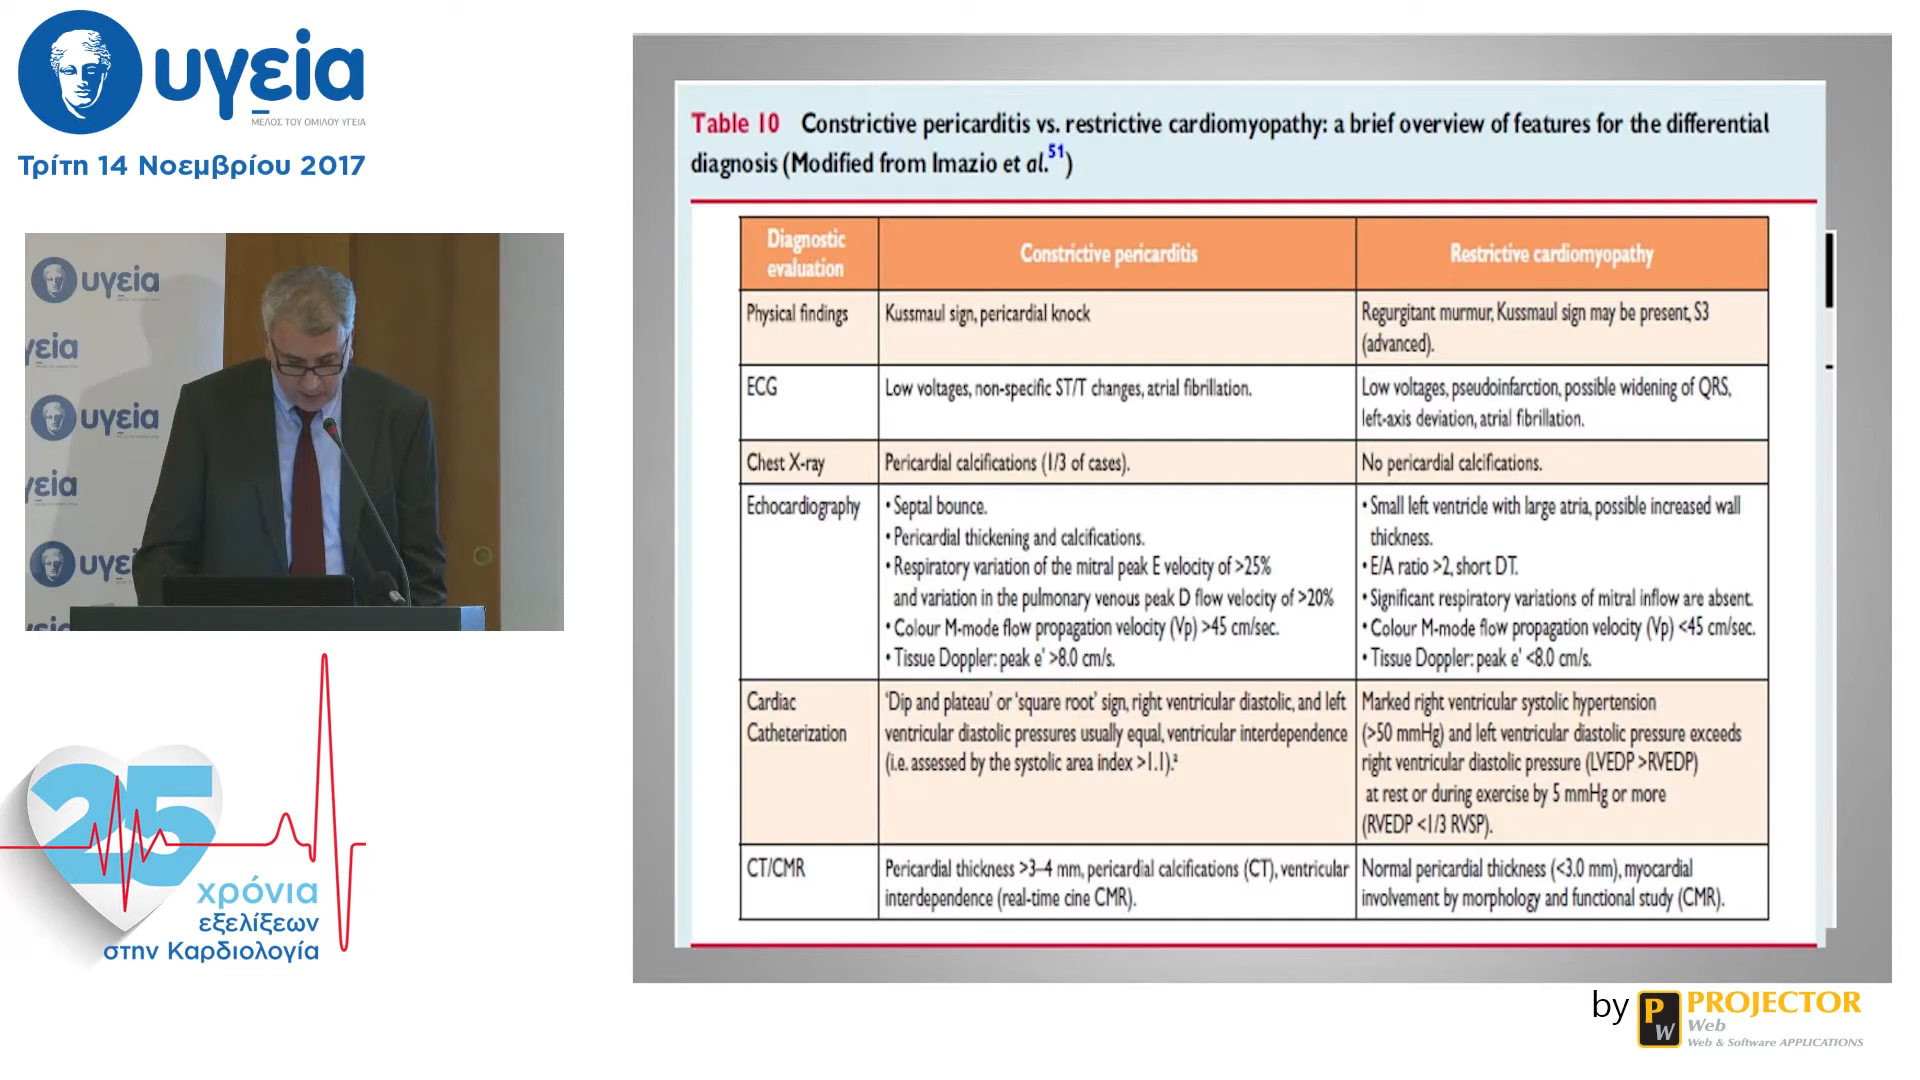 υγεία
ΜΕΛΟΣ ΤΟΥ ΟΜΙΛΟΥ ΥΓΕΙΑ
Τρίτη 14 Νοεμβρίου 2017
υγεία
γεία
υγεία
γεία
υγεί
γεία
25
χρόνια
εξελίξεων
στην Καρδιολογία
Table 10 Constrictive pericarditis vs. restrictive cardiomyopathy: a brief overview of features for the differential
diagnosis (Modified from Imazio et al.51)
Diagnostic
evaluation
Constrictive pericarditis
Restrictive cardiomyopathy
Physical findings
Kussmaul sign, pericardial knock
Regurgitant murmur, Kussmaul sign may be present, S3
(advanced).
ECG
Low voltages, non-specific ST/T changes, atrial fibrillation.
Low voltages, pseudoinfarction, possible widening of QRS,
left-axis deviation, atrial fibrillation.
Chest X-ray
Pericardial calcifications (1/3 of cases).
No pericardial calcifications.
Echocardiography
• Septal bounce.
• Pericardial thickening and calcifications.
• Respiratory variation of the mitral peak E velocity of >25%
and variation in the pulmonary venous peak D flow velocity of >20%
• Colour M-mode flow propagation velocity (Vp) >45 cm/sec.
• Tissue Doppler: peak e' >8.0 cm/s.
• Small left ventricle with large atria, possible increased wall
thickness.
• E/A ratio >2, short DT.
• Significant respiratory variations of mitral inflow are absent.
• Colour M-mode flow propagation velocity (Vp) <45 cm/sec.
• Tissue Doppler: peak e' <8.0 cm/s.
Cardiac
Catheterization
'Dip and plateau' or 'square root' sign, right ventricular diastolic, and left
ventricular diastolic pressures usually equal, ventricular interdependence
(i.e. assessed by the systolic area index >1.1).ª
Marked right ventricular systolic hypertension
(>50 mmHg) and left ventricular diastolic pressure exceeds
right ventricular diastolic pressure (LVEDP >RVEDP)
at rest or during exercise by 5 mmHg or more
(RVEDP <1/3 RVSP).
CT/CMR
Pericardial thickness >3–4 mm, pericardial calcifications (CT), ventricular
interdependence (real-time cine CMR).
Normal pericardial thickness (<3.0 mm), myocardial
involvement by morphology and functional study (CMR).
by PW PROJECTOR
Web
Web & Software APPLICATIONS